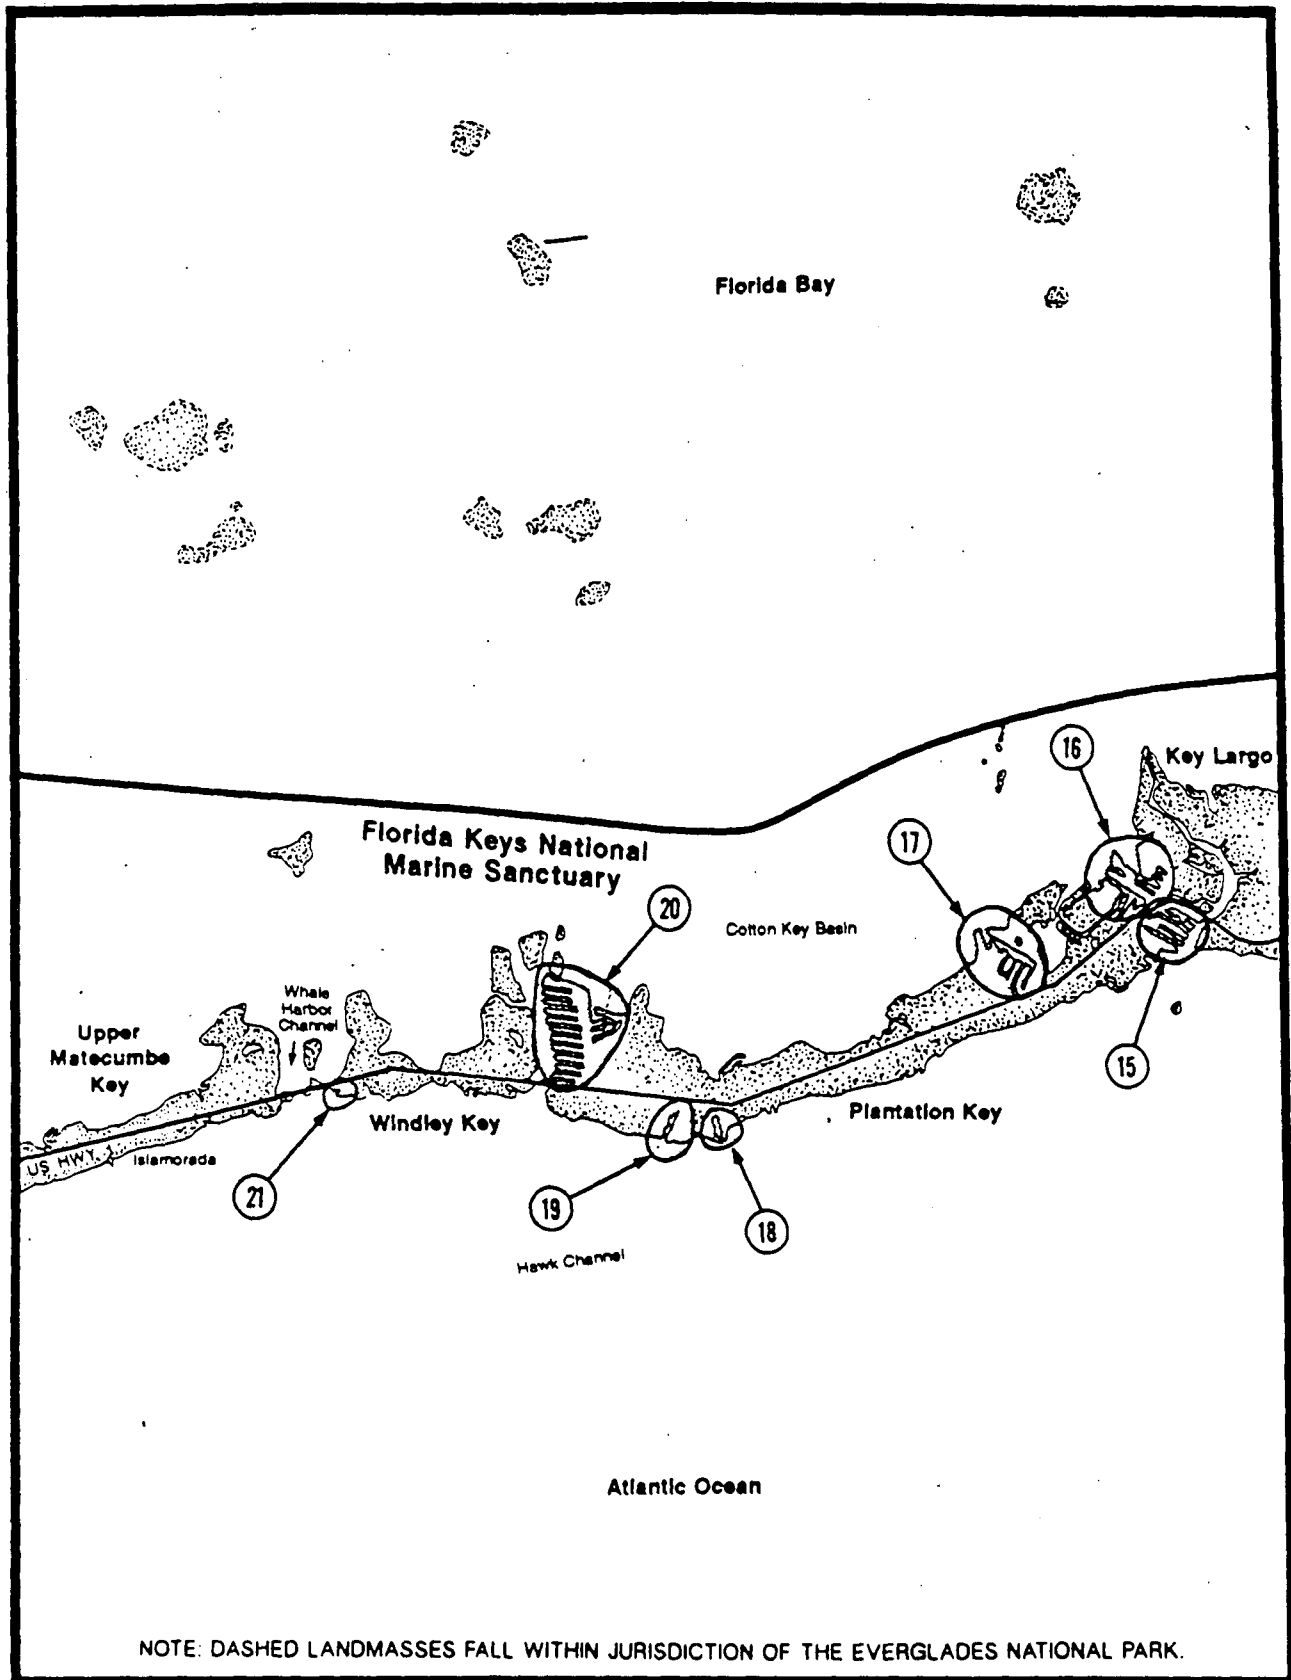 Florida Bay
16
Key Largo
17
Florida Keys National
Marine Sanctuary
20
Cotton Key Basin
Whale
Harbor
Channel
Upper
Matecumbe
Key
15
Plantation Key
Windley Key
US HWY. 1
Islamorada
21
19
18
Hawk Channel
Atlantic Ocean
NOTE: DASHED LANDMASSES FALL WITHIN JURISDICTION OF THE EVERGLADES NATIONAL PARK.